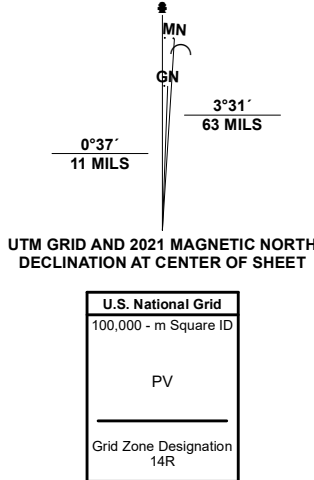 MN
GN
3°31´
63 MILS
0°37´
11 MILS
UTM GRID AND 2021 MAGNETIC NORTH
DECLINATION AT CENTER OF SHEET
U.S. National Grid
100,000 - m Square ID
PV
Grid Zone Designation
14R